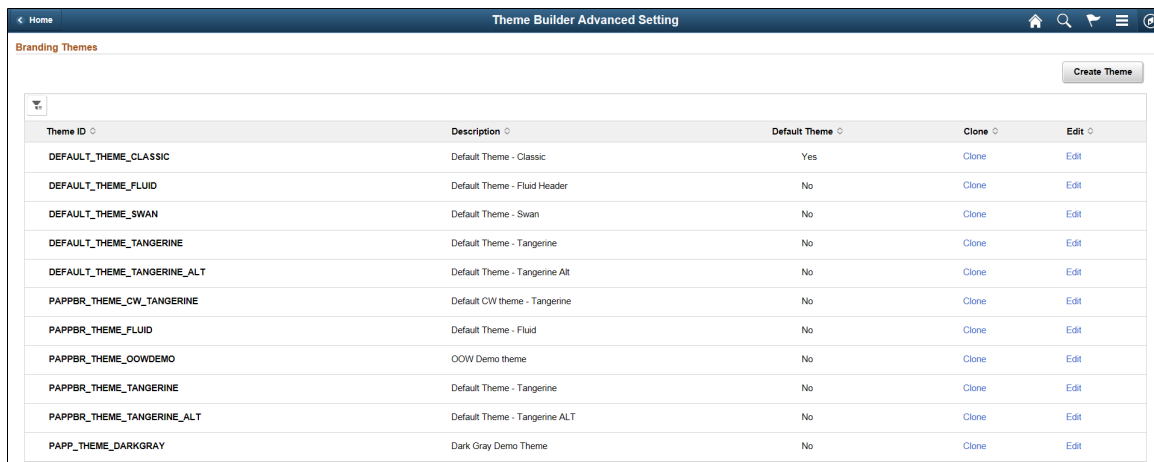 Home Theme Builder Advanced Setting
Branding Themes
Create Theme
Theme ID Description Default Theme Clone Edit
DEFAULT_THEME_CLASSIC Default Theme - Classic Yes Clone Edit
DEFAULT_THEME_FLUID Default Theme - Fluid Header No Clone Edit
DEFAULT_THEME_SWAN Default Theme - Swan No Clone Edit
DEFAULT_THEME_TANGERINE Default Theme - Tangerine No Clone Edit
DEFAULT_THEME_TANGERINE_ALT Default Theme - Tangerine Alt No Clone Edit
PAPPBR_THEME_CW_TANGERINE Default CW theme - Tangerine No Clone Edit
PAPPBR_THEME_FLUID Default Theme - Fluid No Clone Edit
PAPPBR_THEME_OOWDEMO OOW Demo theme No Clone Edit
PAPPBR_THEME_TANGERINE Default Theme - Tangerine No Clone Edit
PAPPBR_THEME_TANGERINE_ALT Default Theme - Tangerine ALT No Clone Edit
PAPP_THEME_DARKGRAY Dark Gray Demo Theme No Clone Edit